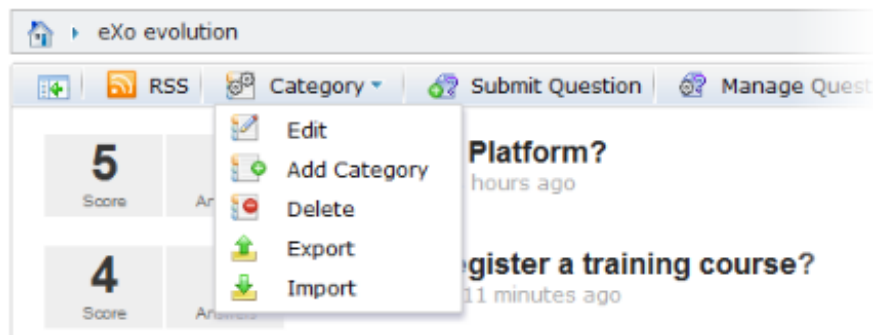 eXo evolution
RSS Category Submit Question Manage Quest
Edit
Add Category
Delete
Export
Import
5
Score
Platform?
hours ago
4
Score
gister a training course?
11 minutes ago